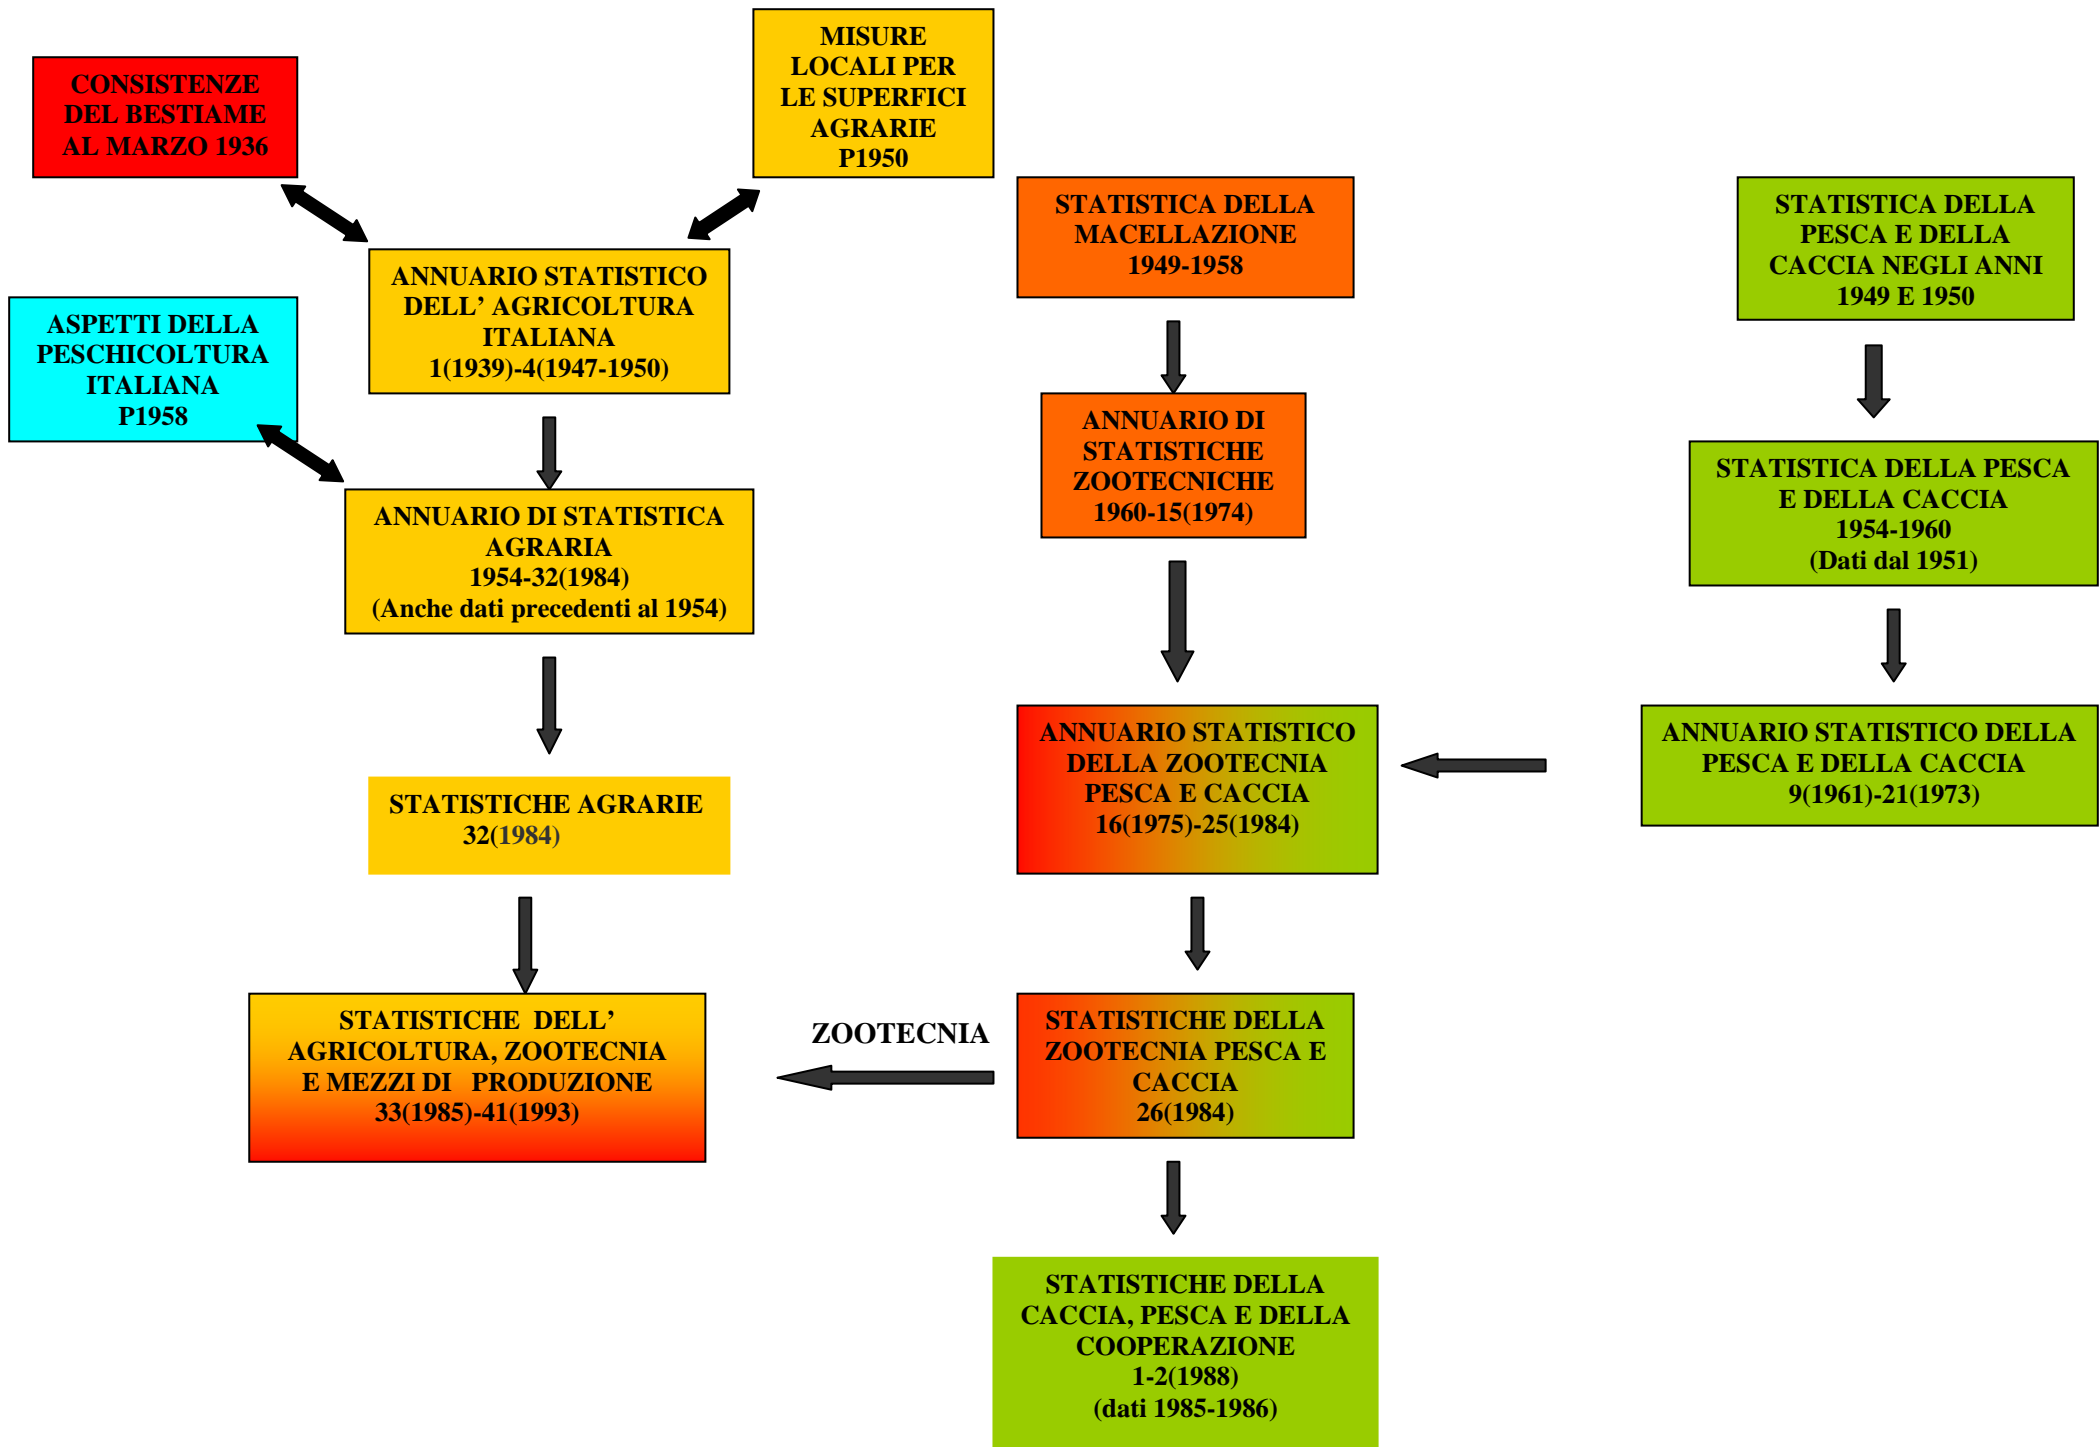 CONSISTENZE
DEL BESTIAME
AL MARZO 1936
MISURE
LOCALI PER
LE SUPERFICI
AGRARIE
P1950
STATISTICA DELLA
MACELLAZIONE
1949-1958
STATISTICA DELLA
PESCA E DELLA
CACCIA NEGLI ANNI
1949 E 1950
ANNUARIO STATISTICO
DELL’ AGRICOLTURA
ITALIANA
1(1939)-4(1947-1950)
ASPETTI DELLA
PESCHICOLTURA
ITALIANA
P1958
ANNUARIO DI
STATISTICHE
ZOOTECNICHE
1960-15(1974)
STATISTICA DELLA PESCA
E DELLA CACCIA
1954-1960
(Dati dal 1951)
ANNUARIO DI STATISTICA
AGRARIA
1954-32(1984)
(Anche dati precedenti al 1954)
ANNUARIO STATISTICO
DELLA ZOOTECNIA
PESCA E CACCIA
16(1975)-25(1984)
ANNUARIO STATISTICO DELLA
PESCA E DELLA CACCIA
9(1961)-21(1973)
STATISTICHE AGRARIE
32(1984)
STATISTICHE DELL’
AGRICOLTURA, ZOOTECNIA
E MEZZI DI PRODUZIONE
33(1985)-41(1993)
ZOOTECNIA
STATISTICHE DELLA
ZOOTECNIA PESCA E
CACCIA
26(1984)
STATISTICHE DELLA
CACCIA, PESCA E DELLA
COOPERAZIONE
1-2(1988)
(dati 1985-1986)